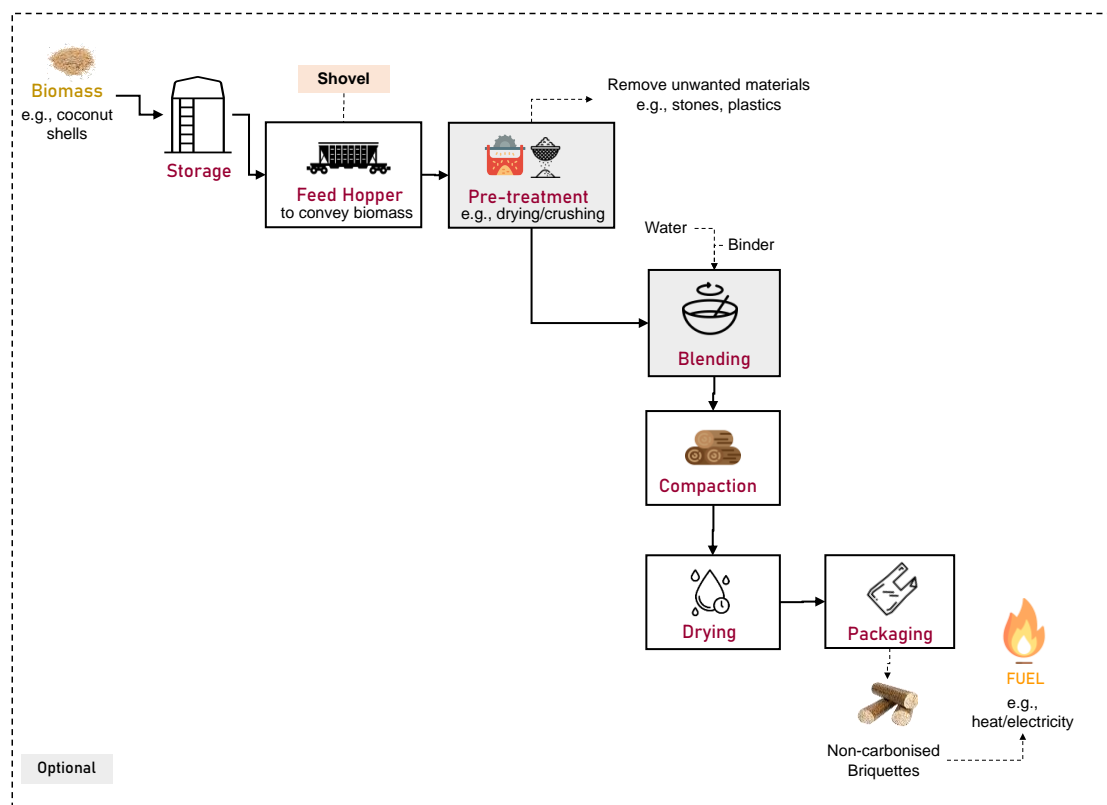 Biomass
e.g., coconut
shells
Storage
Shovel
Feed Hopper
to convey biomass
Remove unwanted materials
e.g., stones, plastics
Pre-treatment
e.g., drying/crushing
Water
Binder
Blending
Compaction
Drying
Packaging
FUEL
e.g.,
heat/electricity
Non-carbonised
Briquettes
Optional